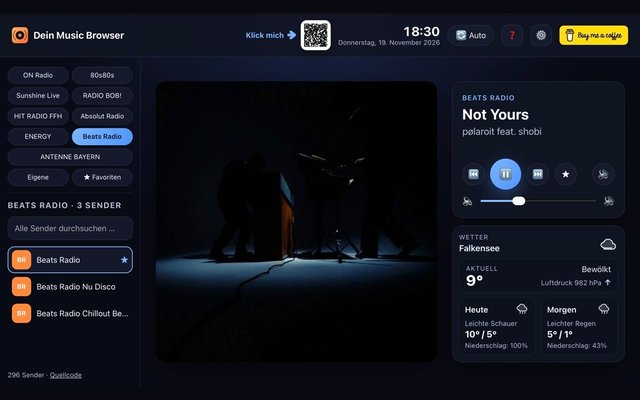 Dein Music Browser
Klick mich
18:30
Donnerstag, 19. November 2026
Auto
Buy me a coffee
ON Radio
80s80s
Sunshine Live
RADIO BOB!
HIT RADIO FFH
Absolut Radio
ENERGY
Beats Radio
ANTENNE BAYERN
Eigene
★ Favoriten
BEATS RADIO · 3 SENDER
Alle Sender durchsuchen ...
BR Beats Radio
BR Beats Radio Nu Disco
BR Beats Radio Chillout Be...
296 Sender · Quellcode
BEATS RADIO
Not Yours
pølaroit feat. shobi
WETTER
Falkensee
AKTUELL
9°
Bewölkt
Luftdruck 982 hPa ↑
Heute
Leichte Schauer
10° / 5°
Niederschlag: 100%
Morgen
Leichter Regen
5° / 1°
Niederschlag: 43%